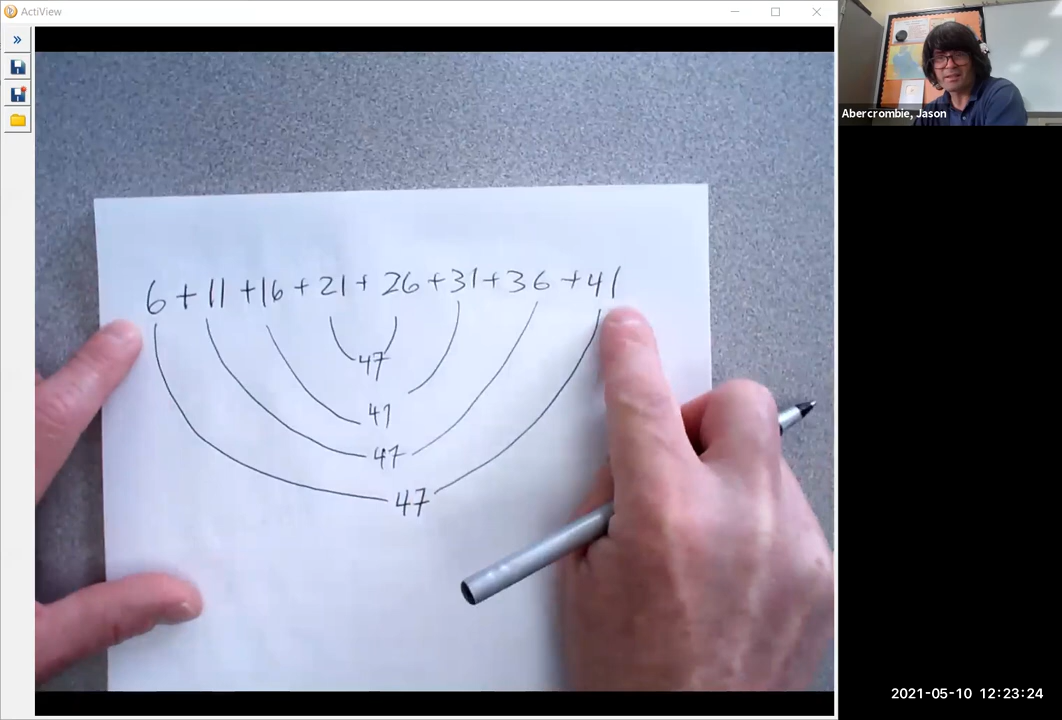 ActiView
»
Abercrombie, Jason
6 + 11 + 16 + 21 + 26 + 31 + 36 + 41
47
47
47
47
2021-05-10 12:23:24